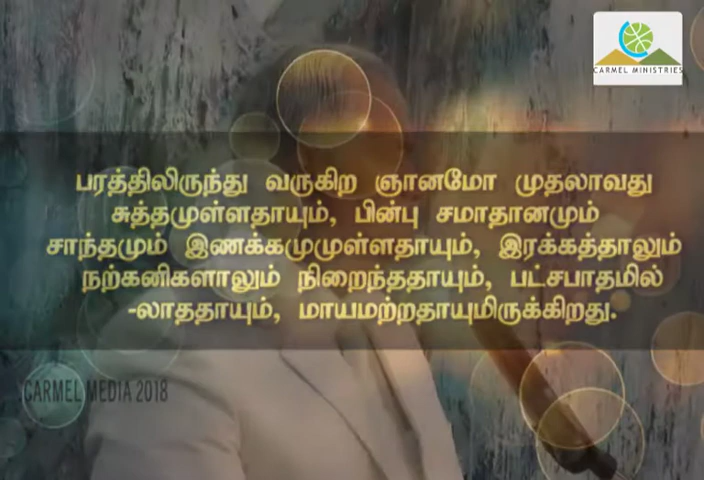 CARMEL MINISTRIES
பரத்திலிருந்து வருகிற ஞானமோ முதலாவது
சுத்தமுள்ளதாயும், பின்பு சமாதானமும்
சாந்தமும் இணக்கமுமுள்ளதாயும், இரக்கத்தாலும்
நற்கனிகளாலும் நிறைந்ததாயும், பட்சபாதமில்
-லாததாயும், மாயமற்றதாயுமிருக்கிறது.
CARMEL MEDIA 2018